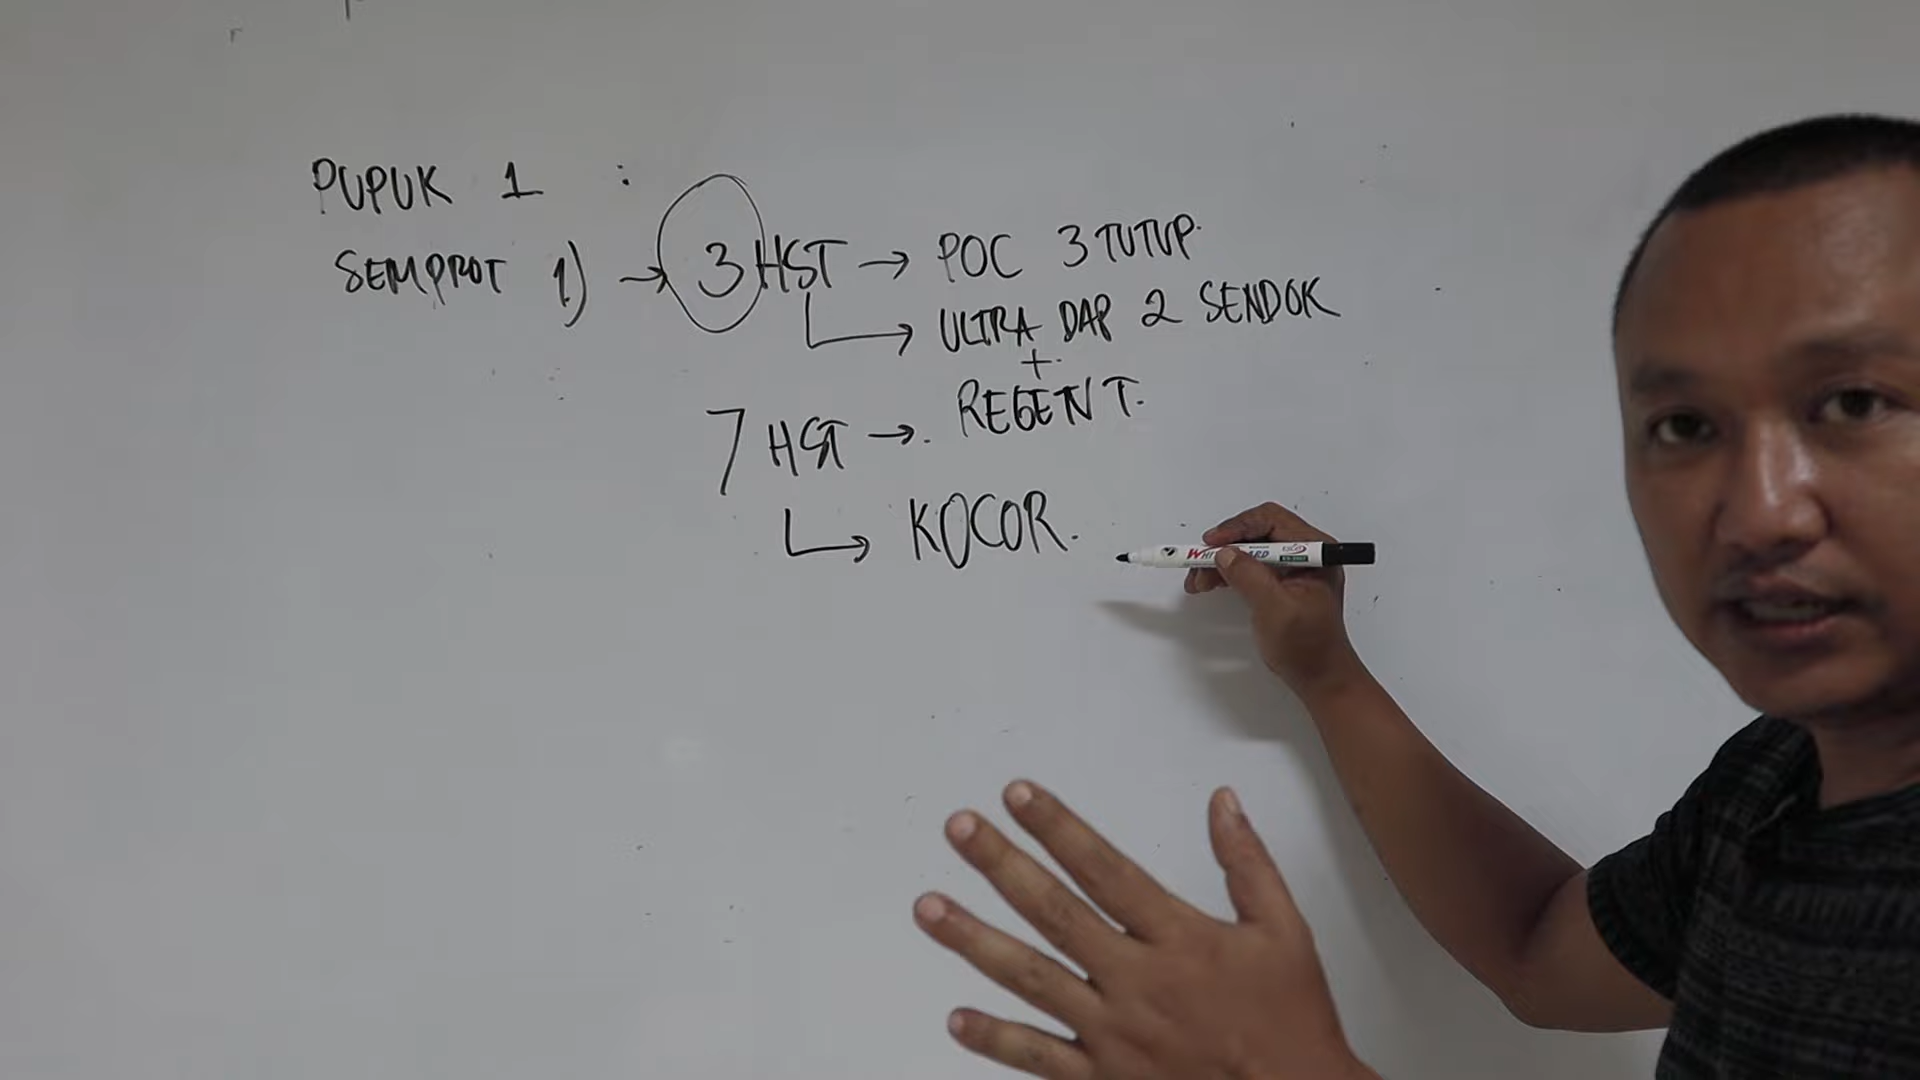 PUPUK 1 :
SEMPROT 1) → 3 HST → POC 3 TUTUP.
ULTRA DAP 2 SENDOK
+
REGENT.
7 HST →.
KOCOR.